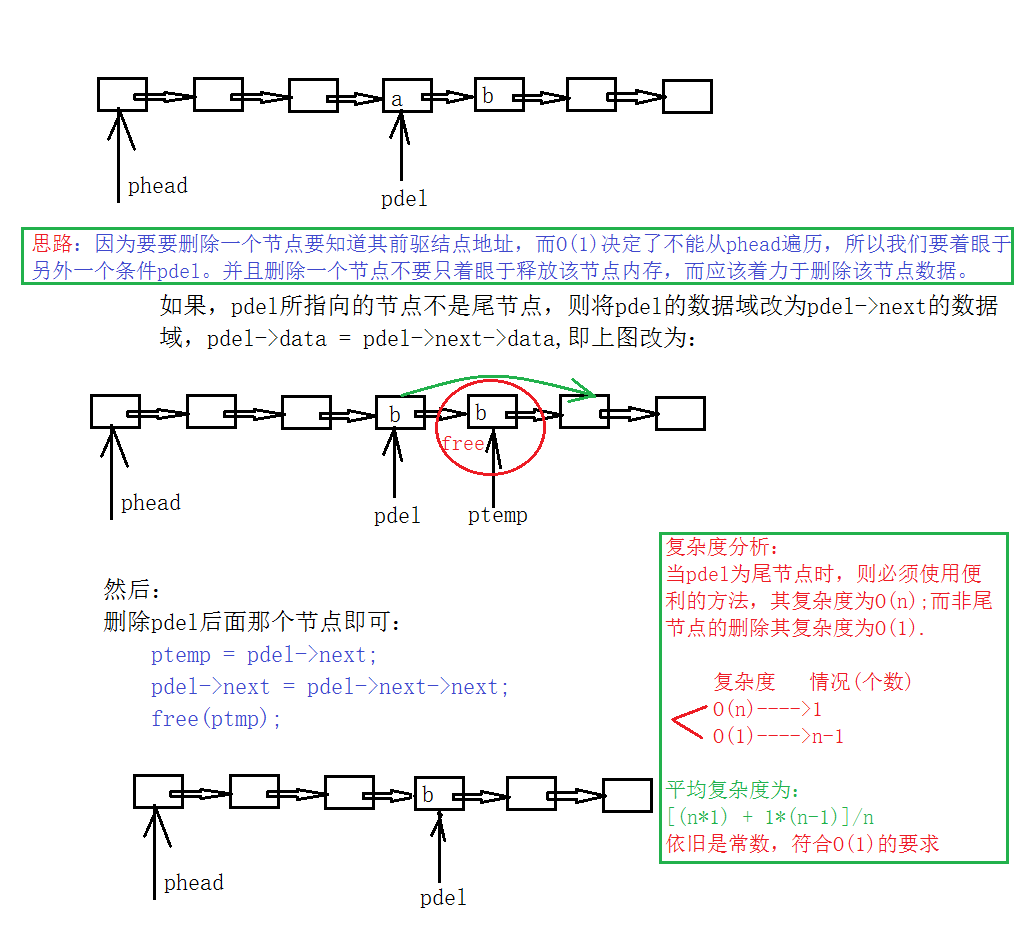 a
b
phead
pdel
思路：因为要要删除一个节点要知道其前驱结点地址，而O(1)决定了不能从phead遍历，所以我们要着眼于
另外一个条件pdel。并且删除一个节点不要只着眼于释放该节点内存，而应该着力于删除该节点数据。
如果，pdel所指向的节点不是尾节点，则将pdel的数据域改为pdel->next的数据
域，pdel->data = pdel->next->data,即上图改为：
b
b
free
phead
pdel
ptemp
然后：
删除pdel后面那个节点即可：
ptemp = pdel->next;
pdel->next = pdel->next->next;
free(ptmp);
b
phead
pdel
复杂度分析：
当pdel为尾节点时，则必须使用便
利的方法，其复杂度为O(n);而非尾
节点的删除其复杂度为O(1).
复杂度 情况(个数)
O(n)---->1
O(1)---->n-1
平均复杂度为：
[(n*1) + 1*(n-1)]/n
依旧是常数，符合O(1)的要求